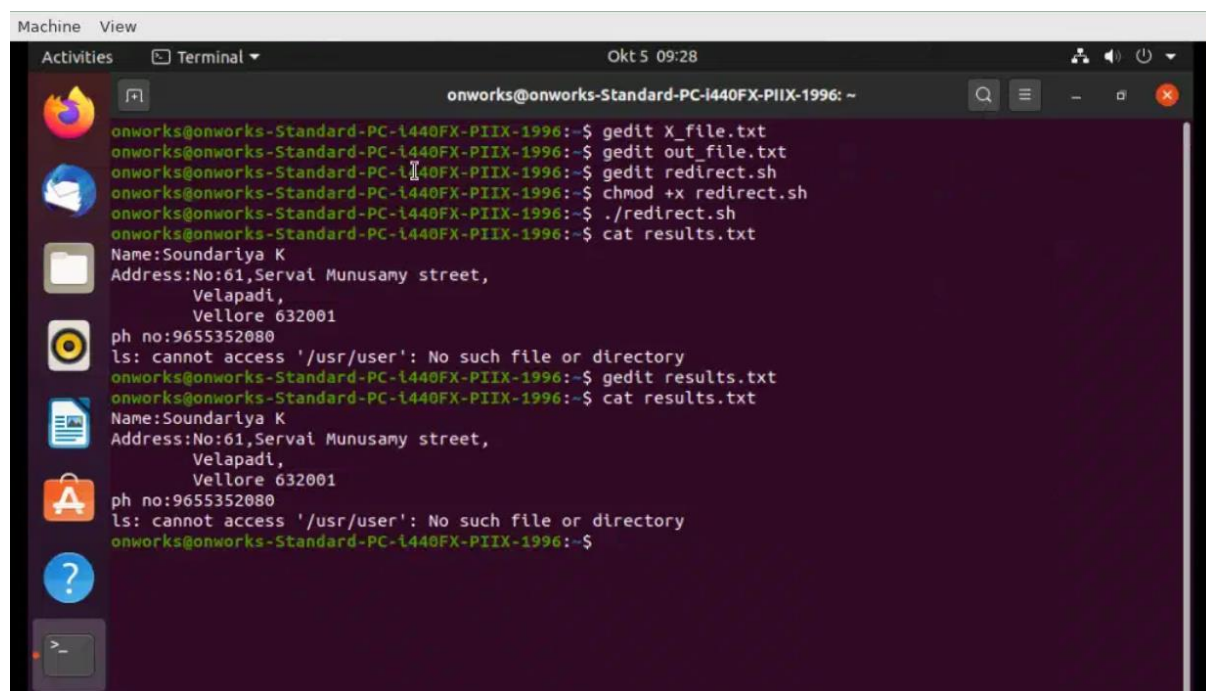 Machine View
Activities Terminal Okt 5 09:28
onworks@onworks-Standard-PC-i440FX-PIIX-1996: ~
onworks@onworks-Standard-PC-i440FX-PIIX-1996:~$ gedit X_file.txt
onworks@onworks-Standard-PC-i440FX-PIIX-1996:~$ gedit out_file.txt
onworks@onworks-Standard-PC-i440FX-PIIX-1996:~$ gedit redirect.sh
onworks@onworks-Standard-PC-i440FX-PIIX-1996:~$ chmod +x redirect.sh
onworks@onworks-Standard-PC-i440FX-PIIX-1996:~$ ./redirect.sh
onworks@onworks-Standard-PC-i440FX-PIIX-1996:~$ cat results.txt
Name:Soundariya K
Address:No:61,Servai Munusamy street,
Velapadi,
Vellore 632001
ph no:9655352080
ls: cannot access '/usr/user': No such file or directory
onworks@onworks-Standard-PC-i440FX-PIIX-1996:~$ gedit results.txt
onworks@onworks-Standard-PC-i440FX-PIIX-1996:~$ cat results.txt
Name:Soundariya K
Address:No:61,Servai Munusamy street,
Velapadi,
Vellore 632001
ph no:9655352080
ls: cannot access '/usr/user': No such file or directory
onworks@onworks-Standard-PC-i440FX-PIIX-1996:~$